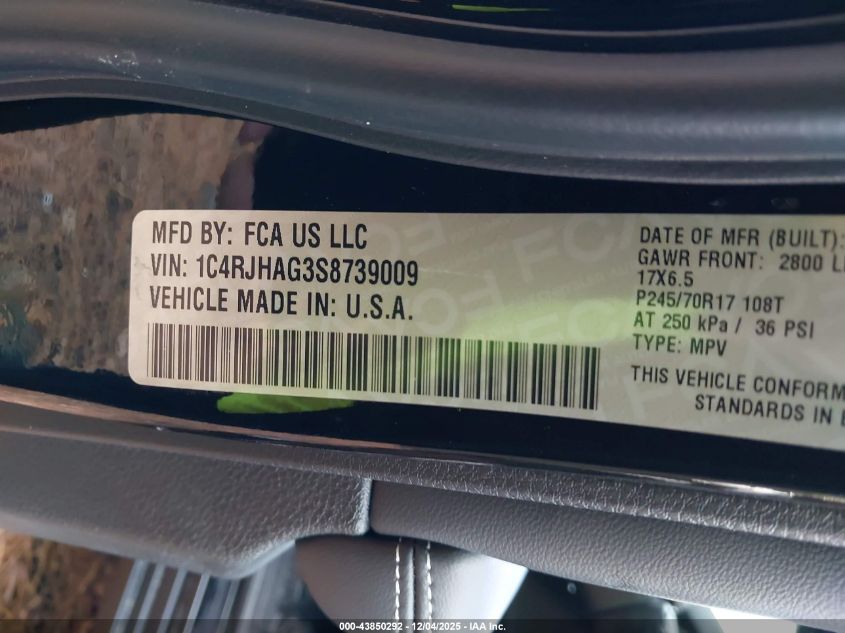 MFD BY: FCA US LLC
VIN: 1C4RJHAG3S8739009
VEHICLE MADE IN: U.S.A.
DATE OF MFR (BUILT):
GAWR FRONT: 2800 L
17X6.5
P245/70R17 108T
AT 250 kPa / 36 PSI
TYPE: MPV
THIS VEHICLE CONFORM
STANDARDS IN
000-43850292 - 12/04/2025 - IAA Inc.